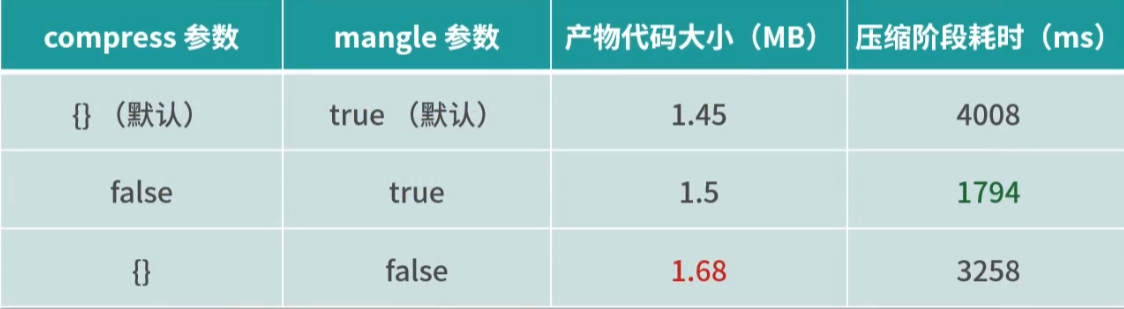 compress 参数 mangle 参数 产物代码大小（MB） 压缩阶段耗时（ms）
{} （默认） true （默认） 1.45 4008
false true 1.5 1794
{} false 1.68 3258